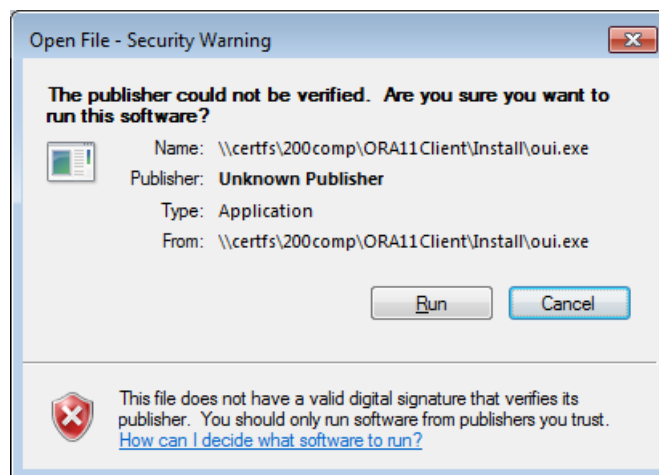 Open File - Security Warning
The publisher could not be verified.  Are you sure you want to
run this software?
Name: \\certfs\200comp\ORA11Client\Install\oui.exe
Publisher: Unknown Publisher
Type: Application
From: \\certfs\200comp\ORA11Client\Install\oui.exe
Run Cancel
This file does not have a valid digital signature that verifies its
publisher.  You should only run software from publishers you trust.
How can I decide what software to run?